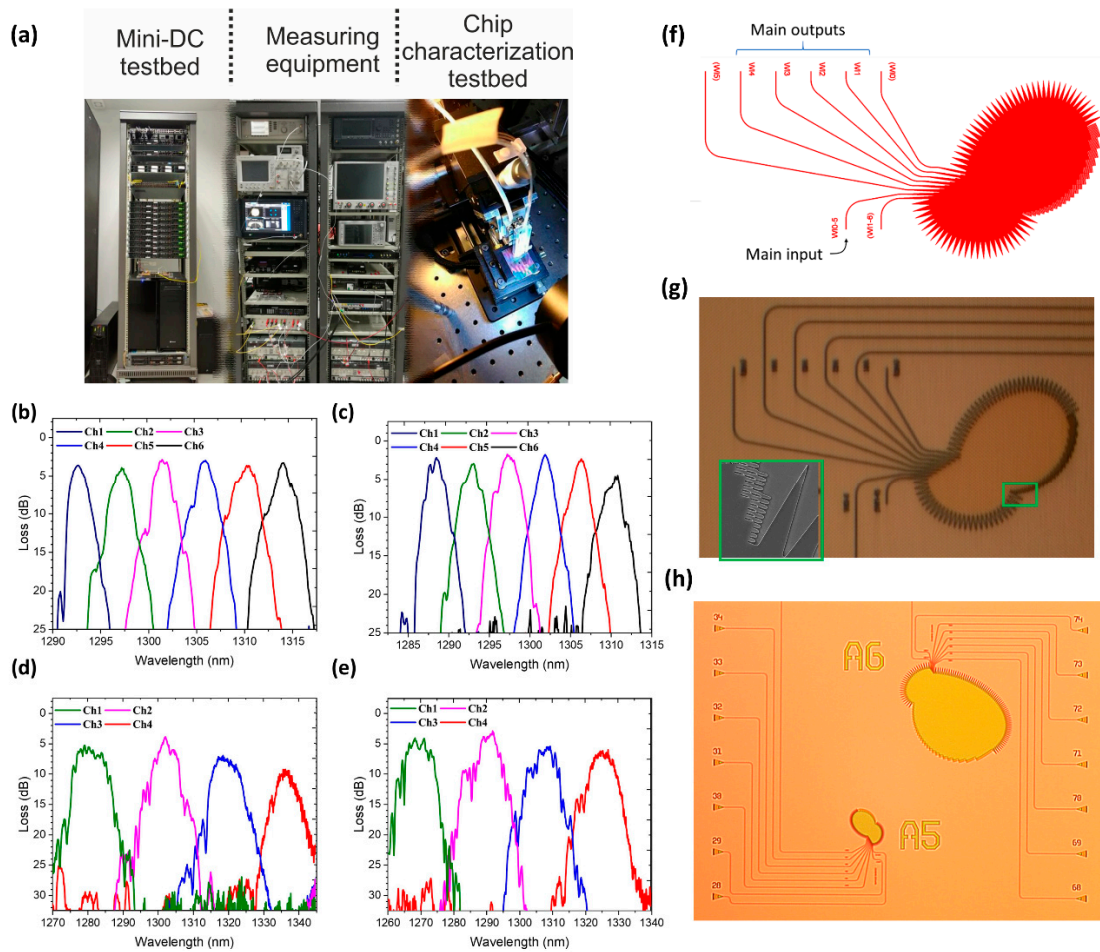 (a)
Mini-DC
testbed
Measuring
equipment
Chip
characterization
testbed
(b)
Ch1 Ch2 Ch3
Ch4 Ch5 Ch6
0
5
10
15
20
25
Loss (dB)
1290 1295 1300 1305 1310 1315
Wavelength (nm)
(c)
Ch1 Ch2 Ch3
Ch4 Ch5 Ch6
0
5
10
15
20
25
Loss (dB)
1285 1290 1295 1300 1305 1310 1315
Wavelength (nm)
(d)
Ch1 Ch2
Ch3 Ch4
0
5
10
15
20
25
30
Loss (dB)
1270 1280 1290 1300 1310 1320 1330 1340
Wavelength (nm)
(e)
Ch1 Ch2
Ch3 Ch4
0
5
10
15
20
25
30
Loss (dB)
1260 1270 1280 1290 1300 1310 1320 1330 1340
Wavelength (nm)
(f)
Main outputs
(WI5)
WI4
WI3
WI2
WI1
(WI0)
WI0-5
(WI1-6)
Main input
(g)
(h)
34
33
32
31
30
29
28
A6
A5
74
73
72
71
70
69
68